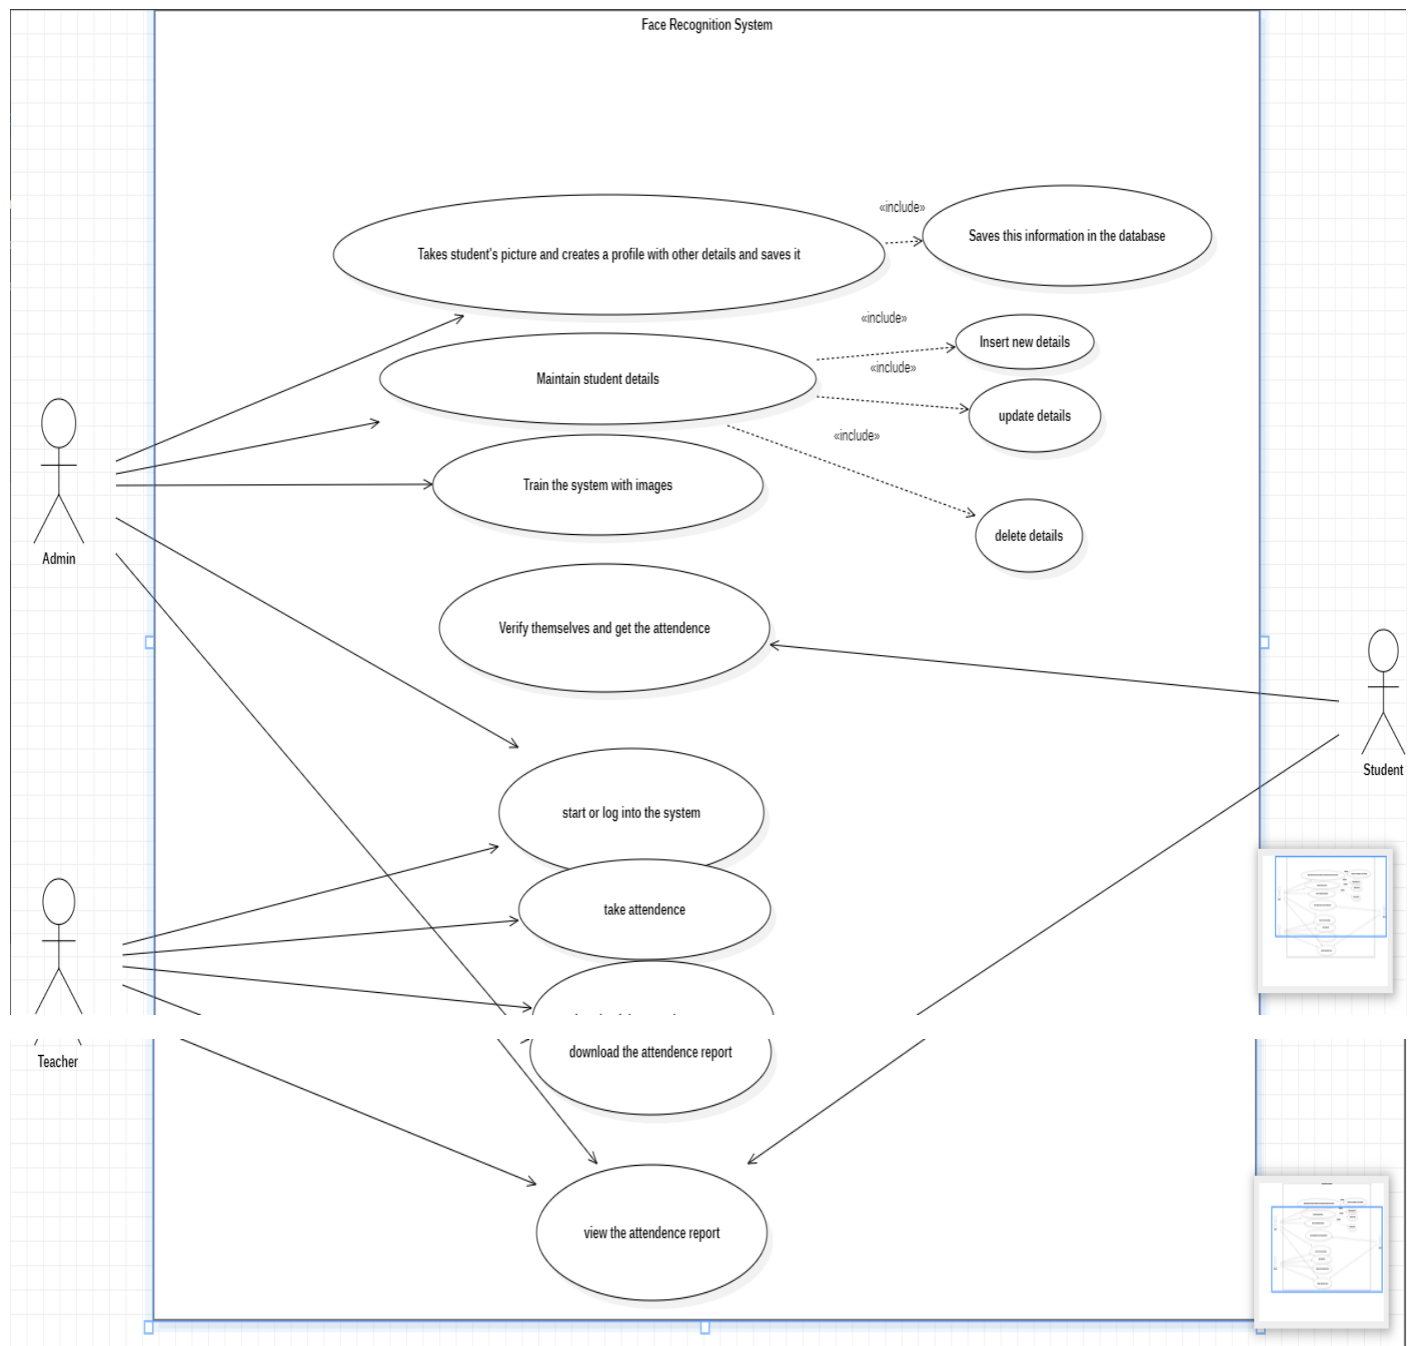 Face Recognition System
«include»
Saves this information in the database
Takes student's picture and creates a profile with other details and saves it
«include»
Insert new details
«include»
Maintain student details
update details
«include»
Train the system with images
delete details
Admin
Verify themselves and get the attendence
Student
start or log into the system
take attendence
download the attendence report
Teacher
view the attendence report